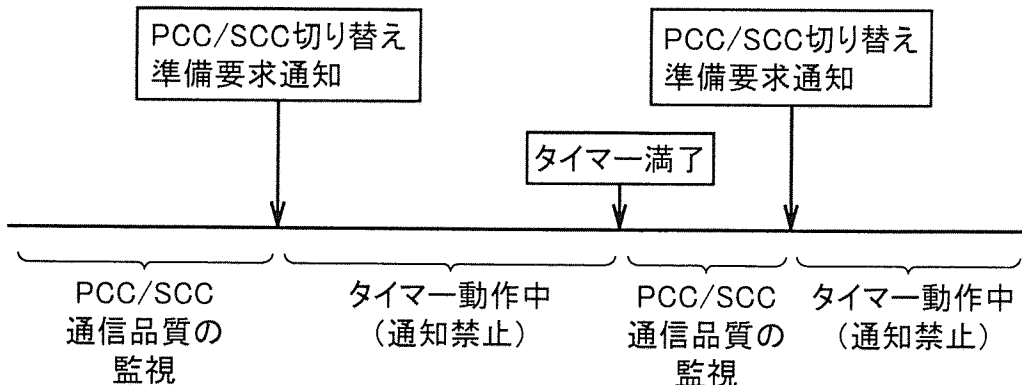 PCC/SCC切り替え
準備要求通知
PCC/SCC切り替え
準備要求通知
タイマー満了
PCC/SCC
通信品質の
監視
タイマー動作中
(通知禁止)
PCC/SCC
通信品質の
監視
タイマー動作中
(通知禁止)